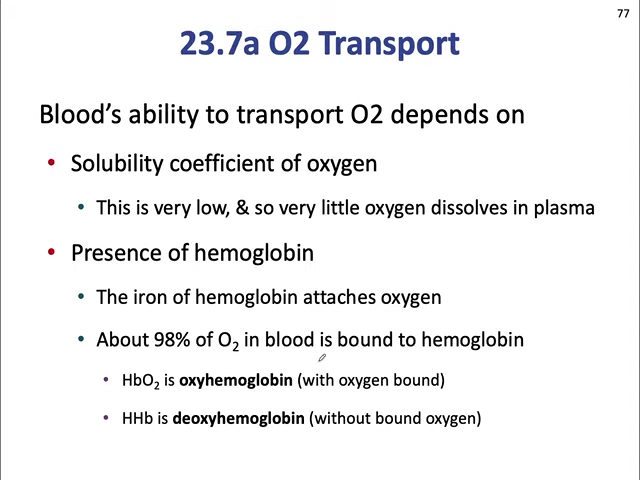 77
23.7a O2 Transport
Blood's ability to transport O2 depends on
• Solubility coefficient of oxygen
• This is very low, & so very little oxygen dissolves in plasma
• Presence of hemoglobin
• The iron of hemoglobin attaches oxygen
• About 98% of O₂ in blood is bound to hemoglobin
• HbO₂ is oxyhemoglobin (with oxygen bound)
• HHb is deoxyhemoglobin (without bound oxygen)